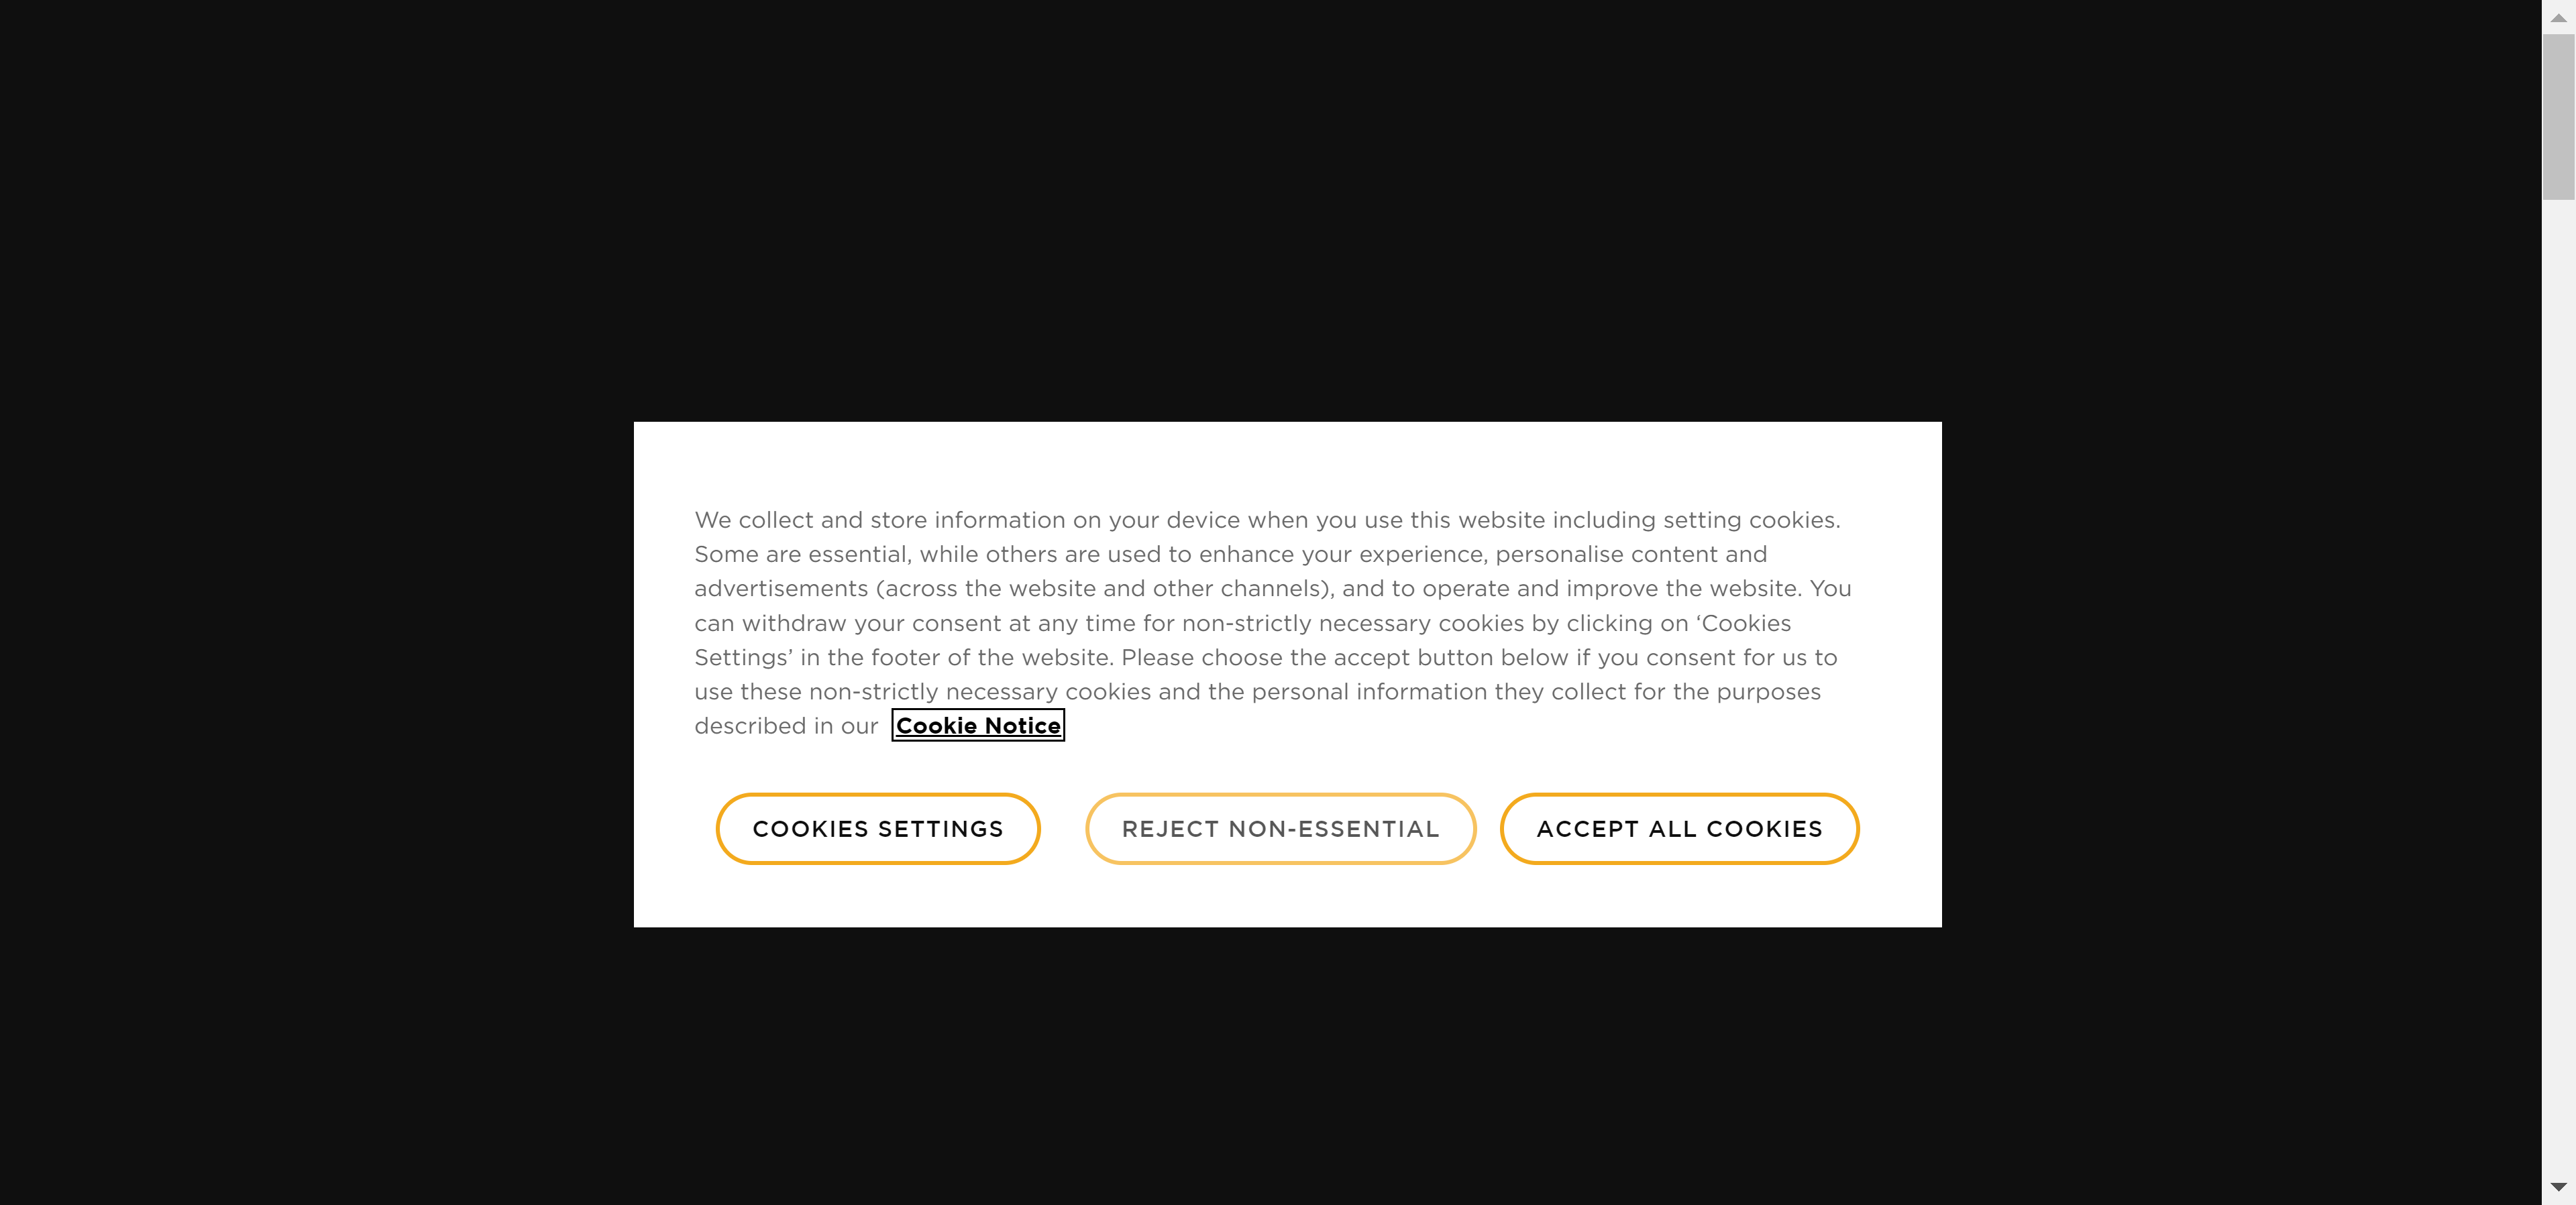 We collect and store information on your device when you use this website including setting cookies.
Some are essential, while others are used to enhance your experience, personalise content and
advertisements (across the website and other channels), and to operate and improve the website. You
can withdraw your consent at any time for non-strictly necessary cookies by clicking on ‘Cookies
Settings’ in the footer of the website. Please choose the accept button below if you consent for us to
use these non-strictly necessary cookies and the personal information they collect for the purposes
described in our Cookie Notice
COOKIES SETTINGS REJECT NON-ESSENTIAL ACCEPT ALL COOKIES